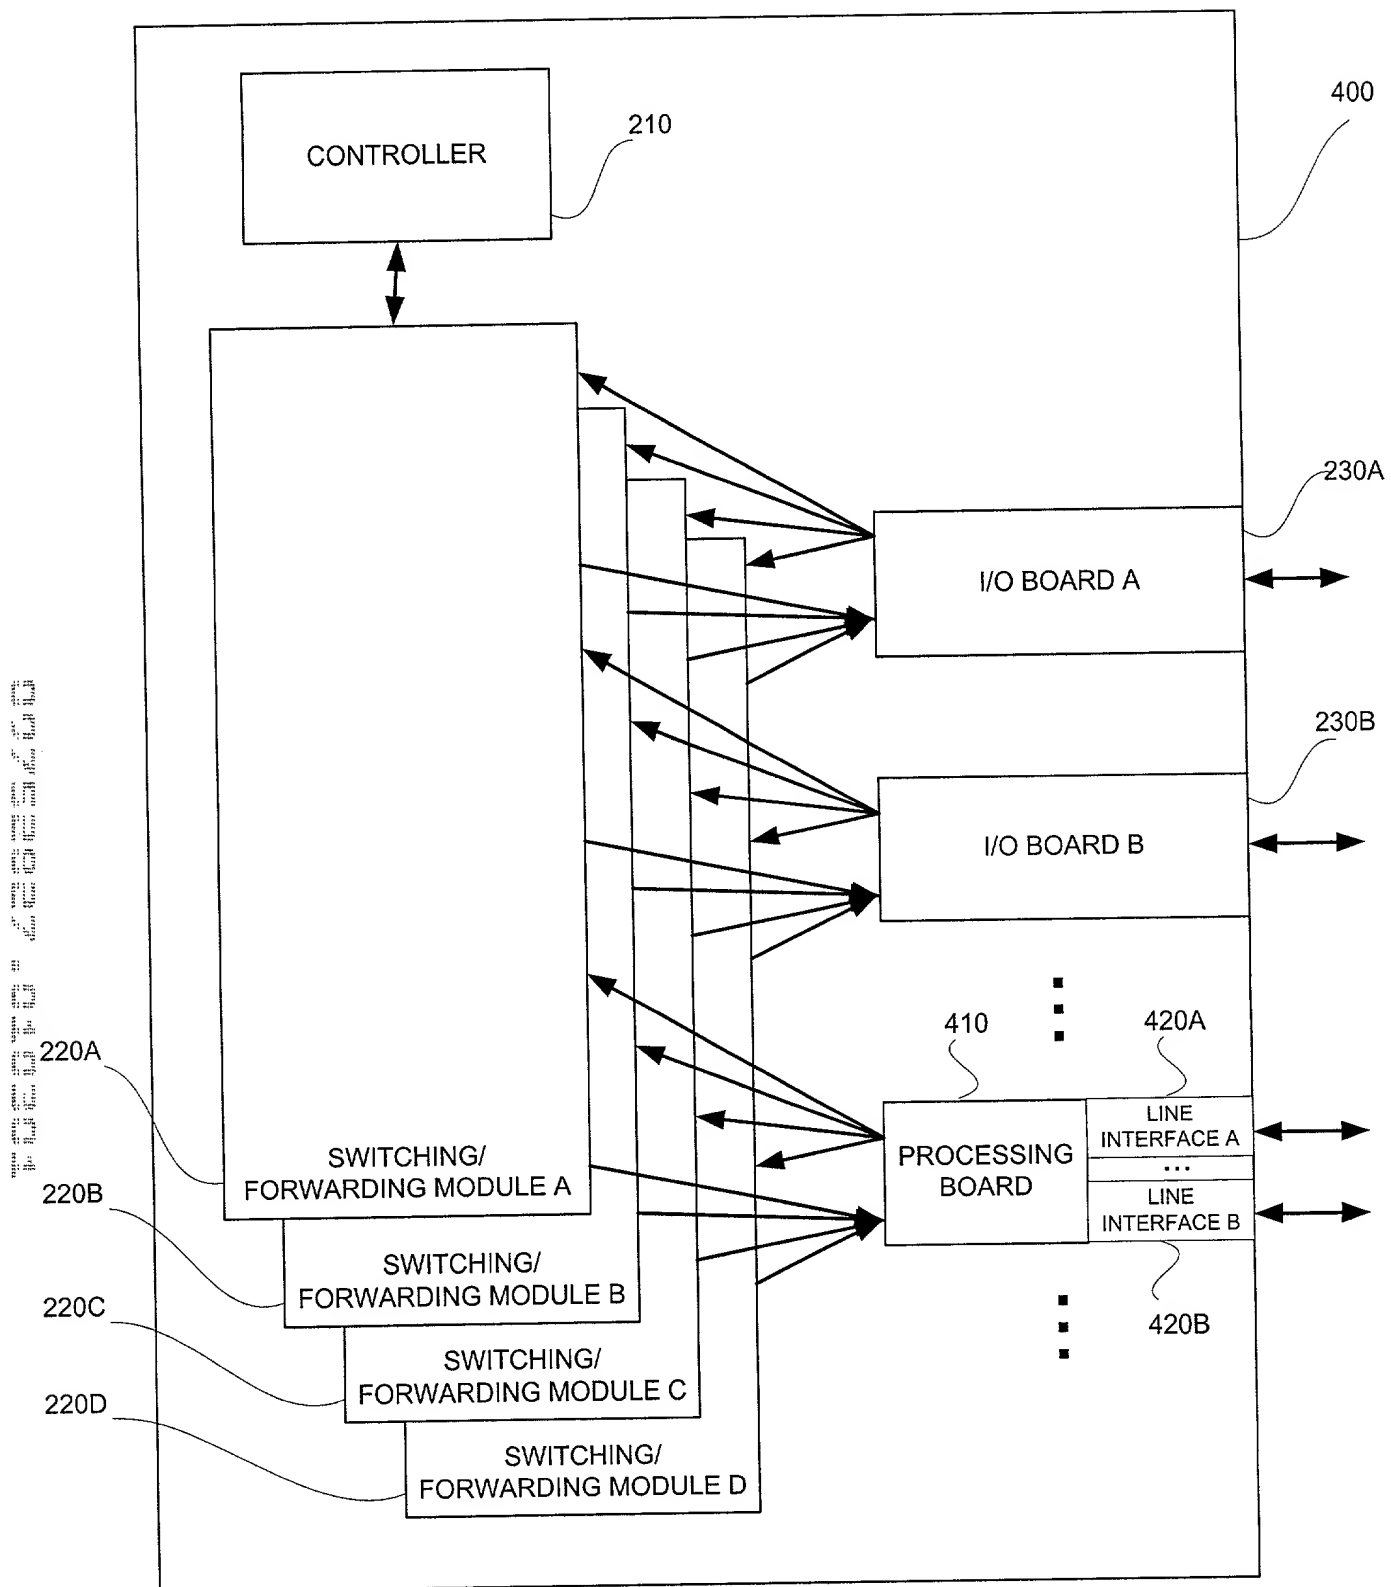 400
CONTROLLER
210
230A
I/O BOARD A
230B
I/O BOARD B
410
420A
220A
LINE
INTERFACE A
PROCESSING
BOARD
...
LINE
INTERFACE B
SWITCHING/
FORWARDING MODULE A
220B
SWITCHING/
FORWARDING MODULE B
420B
220C
SWITCHING/
FORWARDING MODULE C
220D
SWITCHING/
FORWARDING MODULE D